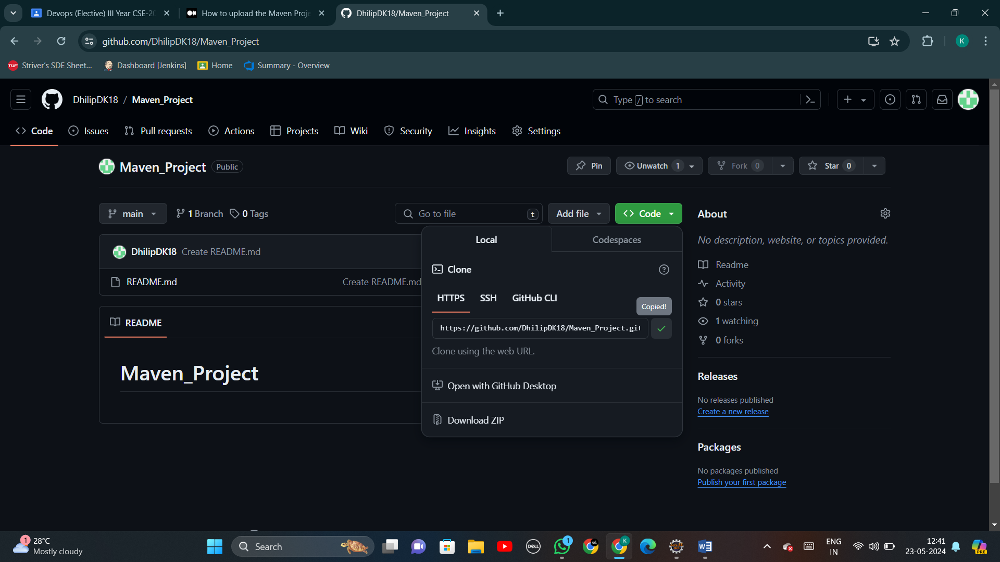 Devops (Elective) III Year CSE-20
How to upload the Maven Proje
DhilipDK18/Maven_Project
github.com/DhilipDK18/Maven_Project
K
TUF Striver's SDE Sheet...
Dashboard [Jenkins]
Home
Summary - Overview
DhilipDK18 / Maven_Project
Type / to search
Code
Issues
Pull requests
Actions
Projects
Wiki
Security
Insights
Settings
Maven_Project Public
Pin
Unwatch 1
Fork 0
Star 0
main
1 Branch
0 Tags
Go to file t
Add file
Code
DhilipDK18 Create README.md
README.md Create README.md
README
Maven_Project
Local
Codespaces
Clone
HTTPS SSH GitHub CLI
Copied!
https://github.com/DhilipDK18/Maven_Project.git
Clone using the web URL.
Open with GitHub Desktop
Download ZIP
About
No description, website, or topics provided.
Readme
Activity
0 stars
1 watching
0 forks
Releases
No releases published
Create a new release
Packages
No packages published
Publish your first package
1
28°C
Mostly cloudy
Search
DELL
1
K
W
ENG
IN
12:41
23-05-2024
PRE